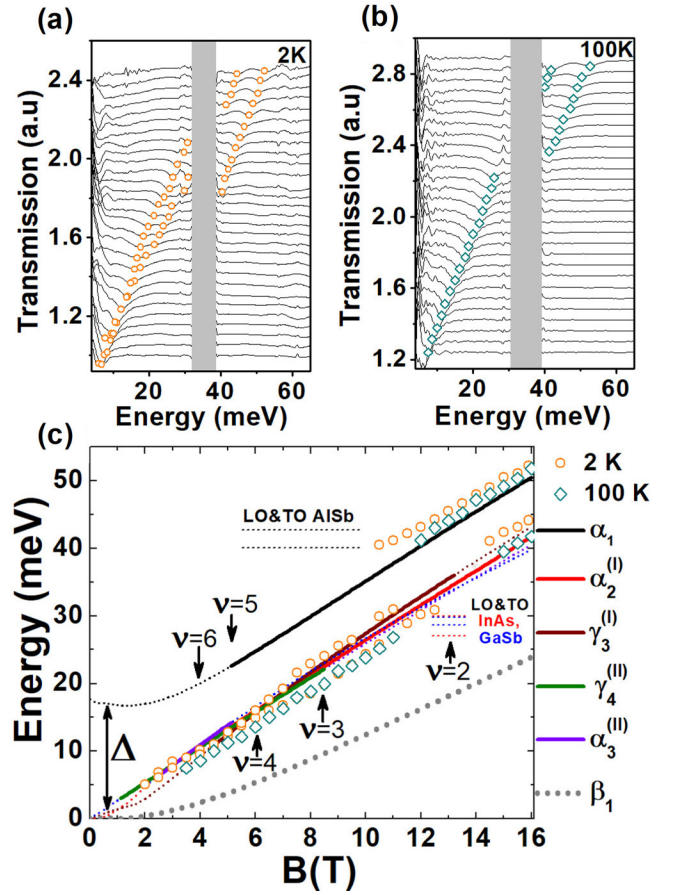 (a)
2K
Transmission (a.u)
2.4
2.0
1.6
1.2
20 40 60
Energy (meV)
(b)
100K
Transmission (a.u)
2.8
2.4
2.0
1.6
1.2
20 40 60
Energy (meV)
(c)
Energy (meV)
50
40
30
20
10
0
LO&TO AlSb
ν=5
ν=6
LO&TO
InAs,
GaSb
ν=2
ν=3
ν=4
Δ
0 2 4 6 8 10 12 14 16
B(T)
2 K
100 K
α₁
α₂⁽ᴵ⁾
γ₃⁽ᴵ⁾
γ₄⁽ᴵᴵ⁾
α₃⁽ᴵᴵ⁾
β₁